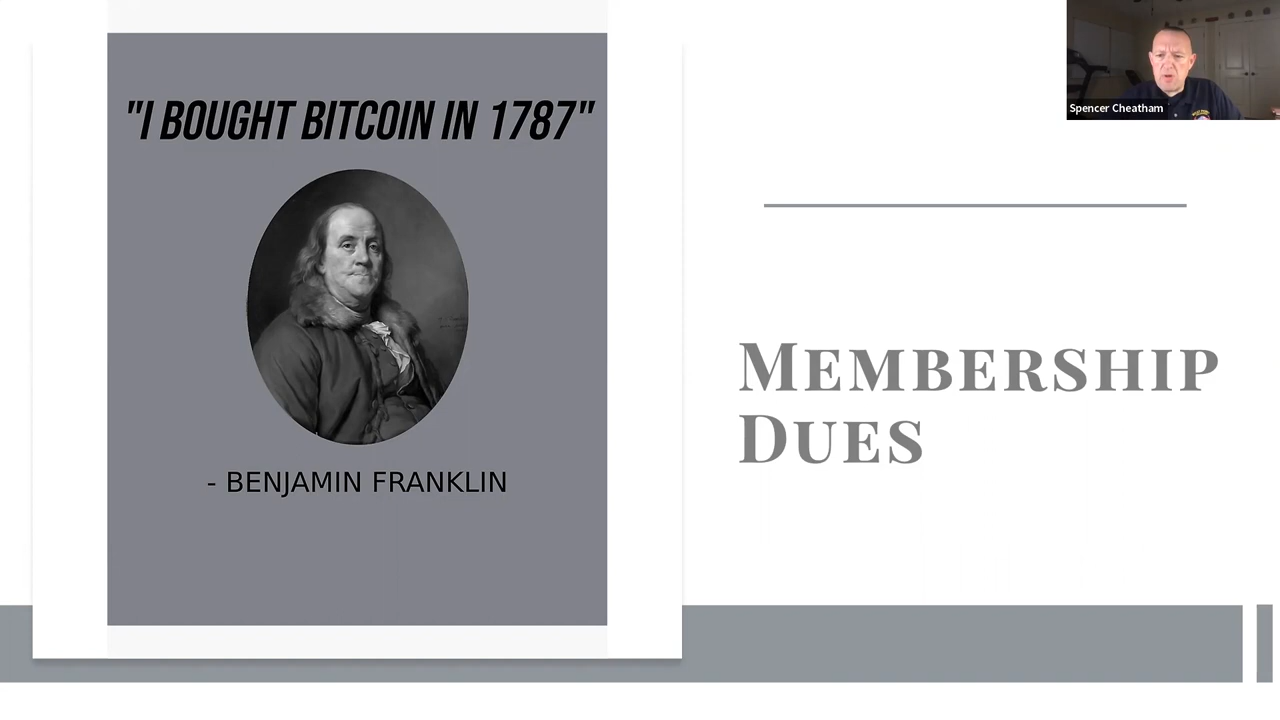 "I BOUGHT BITCOIN IN 1787"
- BENJAMIN FRANKLIN
Spencer Cheatham
MEMBERSHIP
DUES